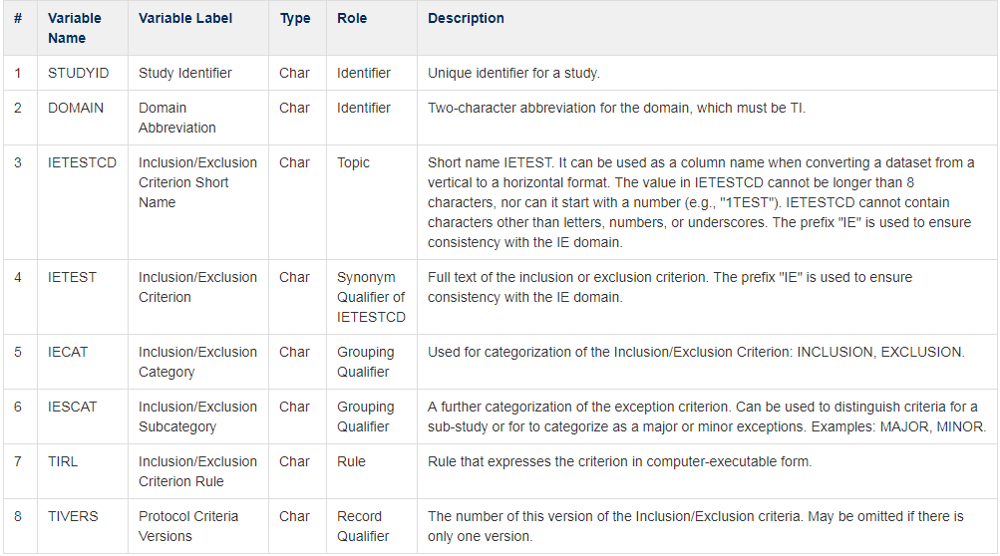 # Variable Name Variable Label Type Role Description
1 STUDYID Study Identifier Char Identifier Unique identifier for a study.
2 DOMAIN Domain Abbreviation Char Identifier Two-character abbreviation for the domain, which must be TI.
3 IETESTCD Inclusion/Exclusion Criterion Short Name Char Topic Short name IETEST. It can be used as a column name when converting a dataset from a vertical to a horizontal format. The value in IETESTCD cannot be longer than 8 characters, nor can it start with a number (e.g., "1TEST"). IETESTCD cannot contain characters other than letters, numbers, or underscores. The prefix "IE" is used to ensure consistency with the IE domain.
4 IETEST Inclusion/Exclusion Criterion Char Synonym Qualifier of IETESTCD Full text of the inclusion or exclusion criterion. The prefix "IE" is used to ensure consistency with the IE domain.
5 IECAT Inclusion/Exclusion Category Char Grouping Qualifier Used for categorization of the Inclusion/Exclusion Criterion: INCLUSION, EXCLUSION.
6 IESCAT Inclusion/Exclusion Subcategory Char Grouping Qualifier A further categorization of the exception criterion. Can be used to distinguish criteria for a sub-study or for to categorize as a major or minor exceptions. Examples: MAJOR, MINOR.
7 TIRL Inclusion/Exclusion Criterion Rule Char Rule Rule that expresses the criterion in computer-executable form.
8 TIVERS Protocol Criteria Versions Char Record Qualifier The number of this version of the Inclusion/Exclusion criteria. May be omitted if there is only one version.